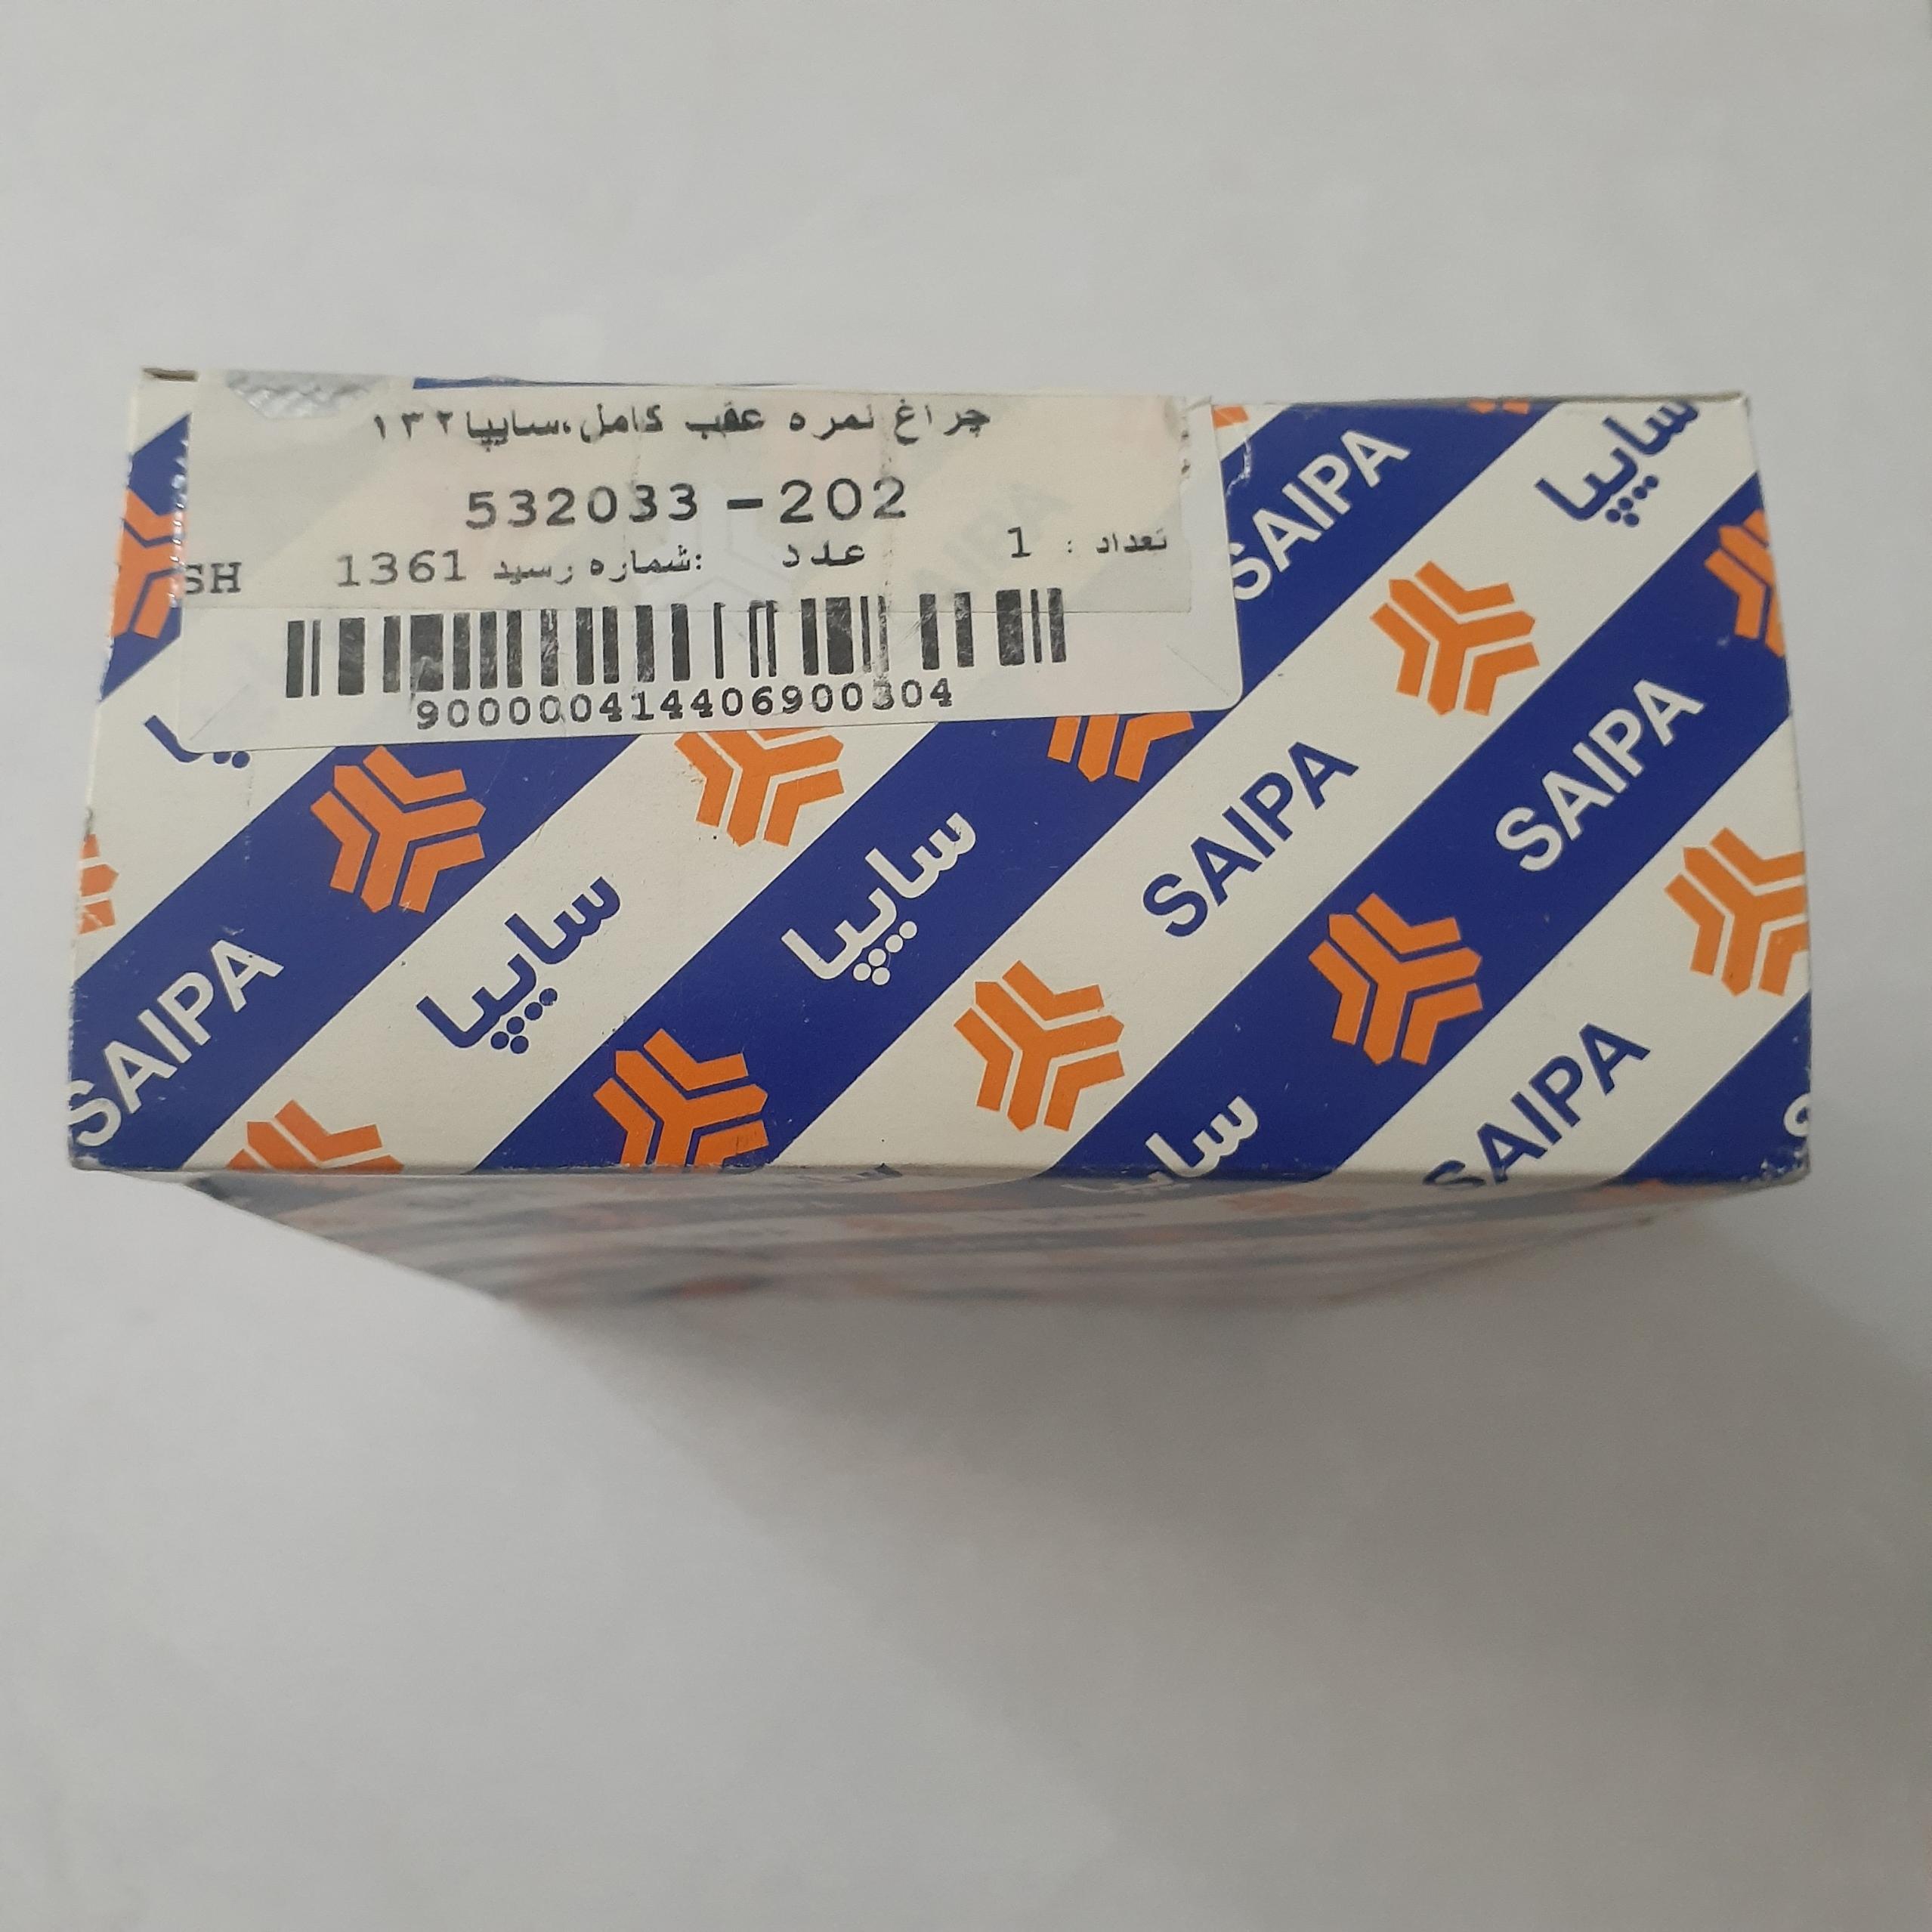 چراغ نمره عقب کامل،سایپا۱۳۲
532033-202
تعداد : 1 عدد شماره رسید: 1361 SH
900000414406900304
SAIPA
سایپا
SAIPA
سایپا
سایپا
SAIPA
SAIPA
سایپا
SAIPA